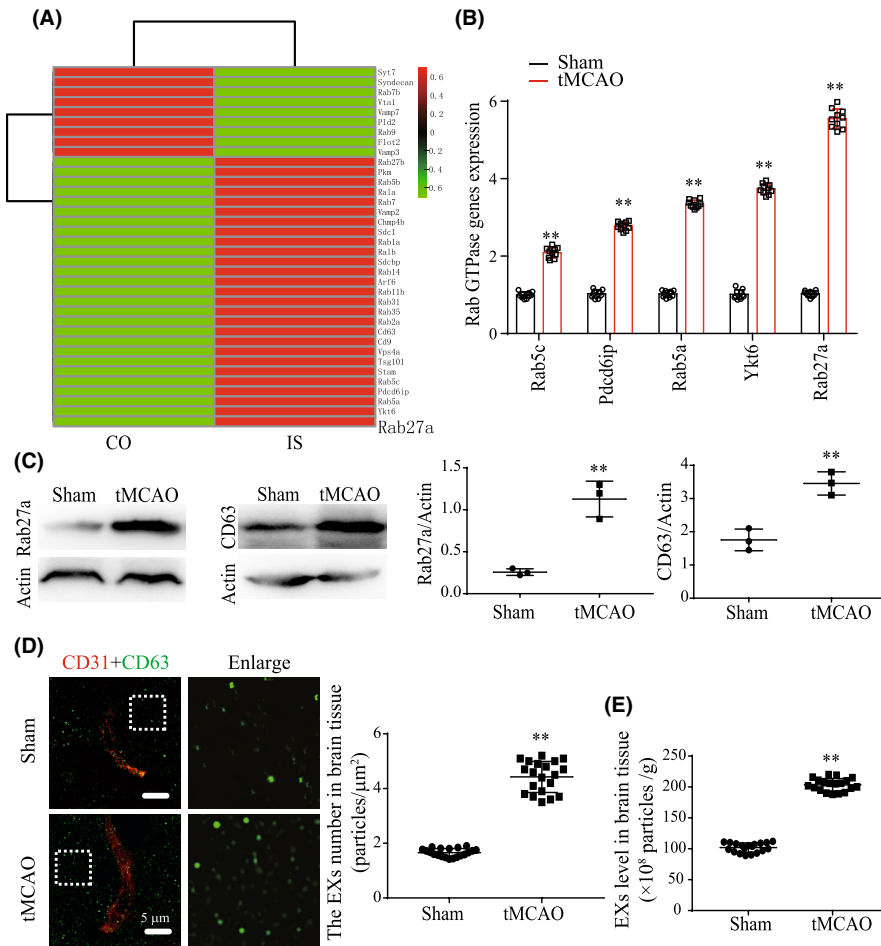 (A)
Syt7
Syndecan
Rab7b
Vta1
Vamp7
Pld2
Rab9
Flot2
Vamp3
Rab27b
Pkm
Rab5b
Rala
Rab7
Vamp2
Chmp4b
Sdc1
Rab1a
Ralb
Sdcbp
Rab14
Arf6
Rab11b
Rab31
Rab35
Rab2a
Cd63
Cd9
Vps4a
Tsg101
Stam
Rab5c
Pdcd6ip
Rab5a
Ykt6
Rab27a
0.6
0.4
0.2
0
0.2
0.4
0.6
CO IS
(B)
Sham
tMCAO
Rab GTPase genes expression
6
4
2
0
** ** ** ** **
Rab5c Pdcd6ip Rab5a Ykt6 Rab27a
(C)
Sham tMCAO
Rab27a
Actin
Sham tMCAO
CD63
Actin
Rab27a/Actin
1.5
1.0
0.5
0.0
**
Sham tMCAO
CD63/Actin
4
3
2
1
0
**
Sham tMCAO
(D)
CD31+CD63 Enlarge
Sham
tMCAO
5 µm
The EXs number in brain tissue
(particles/µm²)
6
4
2
0
**
Sham tMCAO
(E)
EXs level in brain tissue
(×10⁸ particles /g)
250
200
150
100
50
0
**
Sham tMCAO